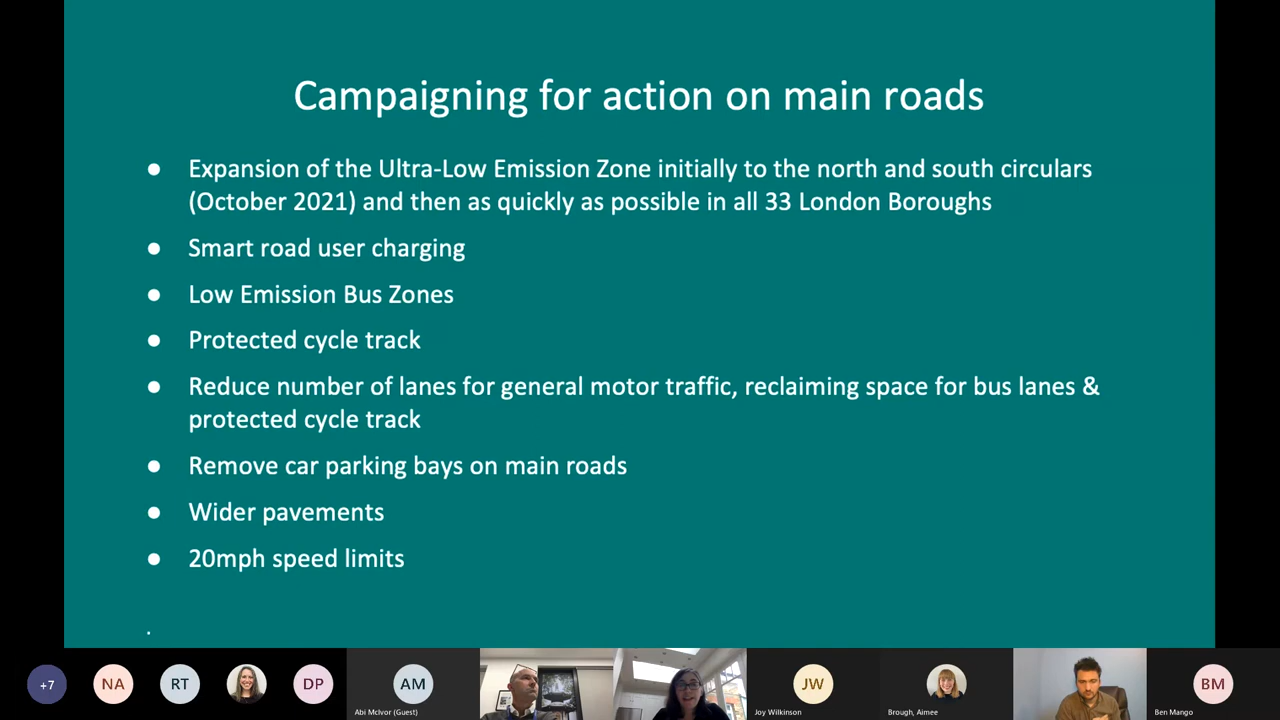 Campaigning for action on main roads
● Expansion of the Ultra-Low Emission Zone initially to the north and south circulars
(October 2021) and then as quickly as possible in all 33 London Boroughs
● Smart road user charging
● Low Emission Bus Zones
● Protected cycle track
● Reduce number of lanes for general motor traffic, reclaiming space for bus lanes &
protected cycle track
● Remove car parking bays on main roads
● Wider pavements
● 20mph speed limits
.
+7
NA
RT
DP
AM
Abi McIvor (Guest)
JW
Joy Wilkinson
Brough, Aimee
BM
Ben Mango